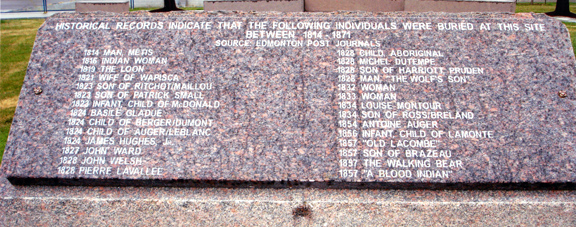 HISTORICAL RECORDS INDICATE THAT THE FOLLOWING INDIVIDUALS WERE BURIED AT THIS SITE
BETWEEN 1814 - 1871
SOURCE: EDMONTON POST JOURNALS
1814 MAN, METIS
1816 INDIAN WOMAN
1819 THE LOON
1821 WIFE OF WAPISCA
1823 SON OF RITCHOT/MAILLOU
1823 SON OF PATRICK SMALL
1823 INFANT, CHILD OF McDONALD
1824 BASILE GLADUE
1824 CHILD OF BERGER/DUMONT
1824 CHILD OF AUGER/LEBLANC
1824 JAMES HUGHES Jr.
1827 JOHN WARD
1828 JOHN WELSH
1828 PIERRE LAVALLEE
1828 CHILD, ABORIGINAL
1828 MICHEL DUTEMPE
1828 SON OF HARRIOTT PRUDEN
1828 MAN, "THE WOLF'S SON"
1832 WOMAN
1833 WOMAN
1834 LOUISE MONTOUR
1834 SON OF ROSS/BRELAND
1854 ANTOINE AUGER
1856 INFANT, CHILD OF LAMONTE
1857 "OLD LACOMBE"
1857 SON OF BRAZEAU
1857 THE WALKING BEAR
1857 "A BLOOD INDIAN"